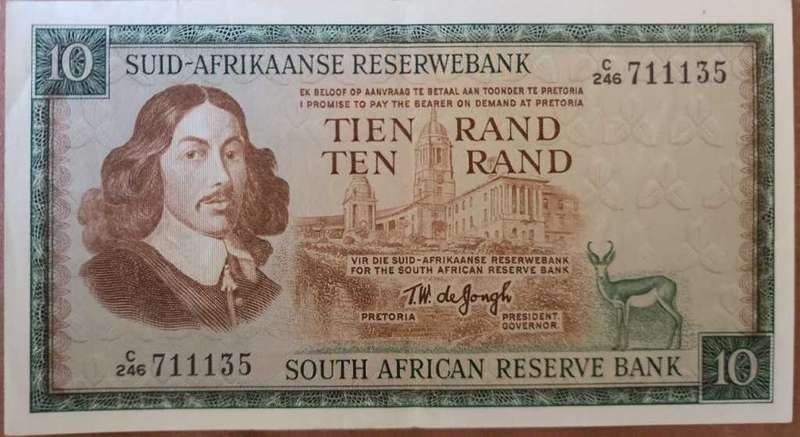 10
SUID-AFRIKAANSE RESERWEBANK
C/246 711135
EK BELOOF OP AANVRAAG TE BETAAL AAN TOONDER TE PRETORIA
I PROMISE TO PAY THE BEARER ON DEMAND AT PRETORIA
TIEN RAND
TEN RAND
VIR DIE SUID-AFRIKAANSE RESERWEBANK
FOR THE SOUTH AFRICAN RESERVE BANK
T.W. de Jongh
PRETORIA
PRESIDENT.
GOVERNOR.
C/246 711135
SOUTH AFRICAN RESERVE BANK
10